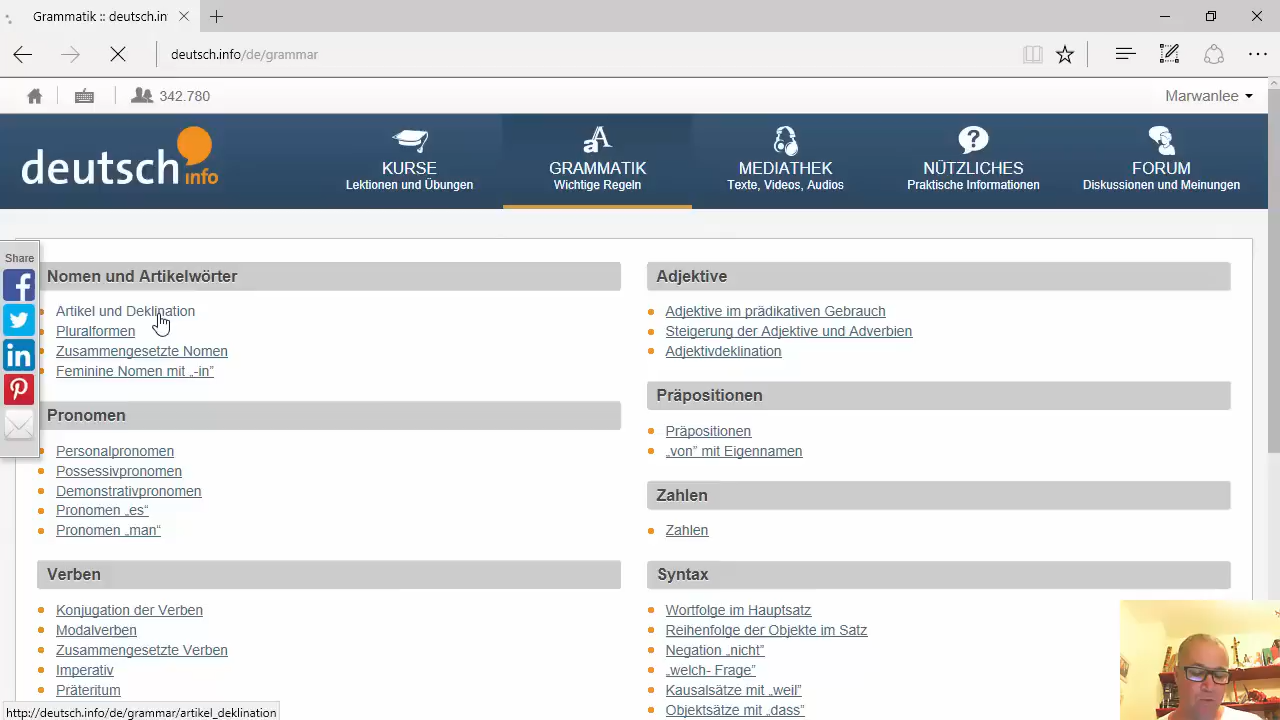 Grammatik :: deutsch.in
deutsch.info/de/grammar
342.780
Marwanlee
deutsch info
KURSE
Lektionen und Übungen
GRAMMATIK
Wichtige Regeln
MEDIATHEK
Texte, Videos, Audios
NÜTZLICHES
Praktische Informationen
FORUM
Diskussionen und Meinungen
Share
Nomen und Artikelwörter
Artikel und Deklination
Pluralformen
Zusammengesetzte Nomen
Feminine Nomen mit „-in”
Pronomen
Personalpronomen
Possessivpronomen
Demonstrativpronomen
Pronomen „es“
Pronomen „man“
Verben
Konjugation der Verben
Modalverben
Zusammengesetzte Verben
Imperativ
Präteritum
Adjektive
Adjektive im prädikativen Gebrauch
Steigerung der Adjektive und Adverbien
Adjektivdeklination
Präpositionen
Präpositionen
„von” mit Eigennamen
Zahlen
Zahlen
Syntax
Wortfolge im Hauptsatz
Reihenfolge der Objekte im Satz
Negation „nicht”
„welch- Frage”
Kausalsätze mit „weil”
Objektsätze mit „dass”
http://deutsch.info/de/grammar/artikel_deklination